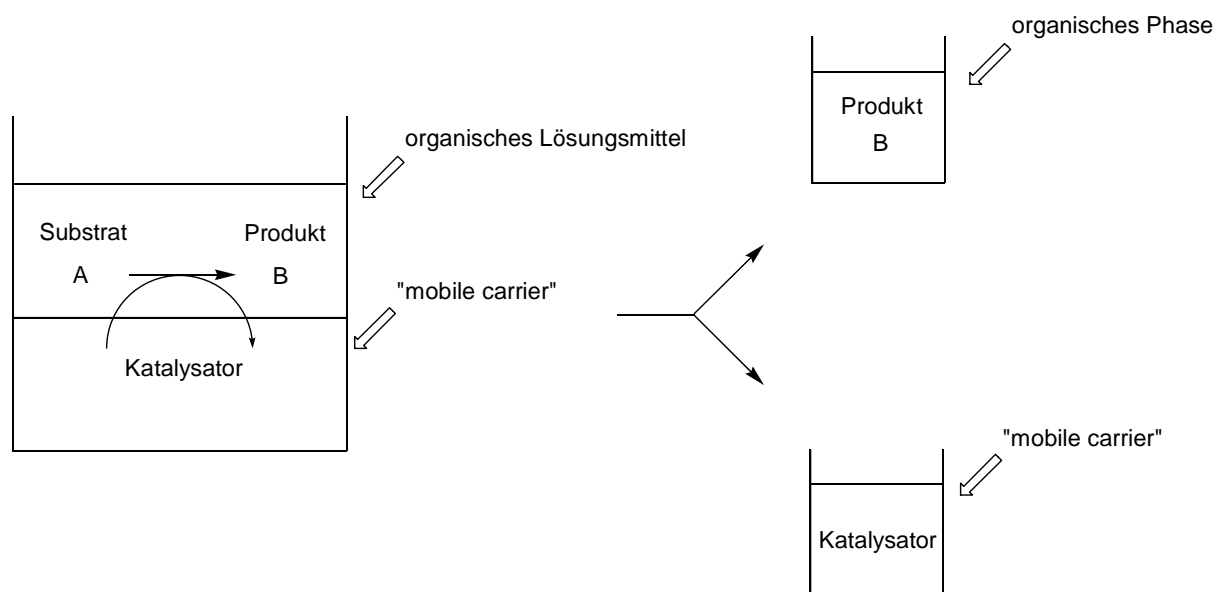 organisches Phase
Produkt
B
organisches Lösungsmittel
Substrat
A
Produkt
B
"mobile carrier"
Katalysator
"mobile carrier"
Katalysator